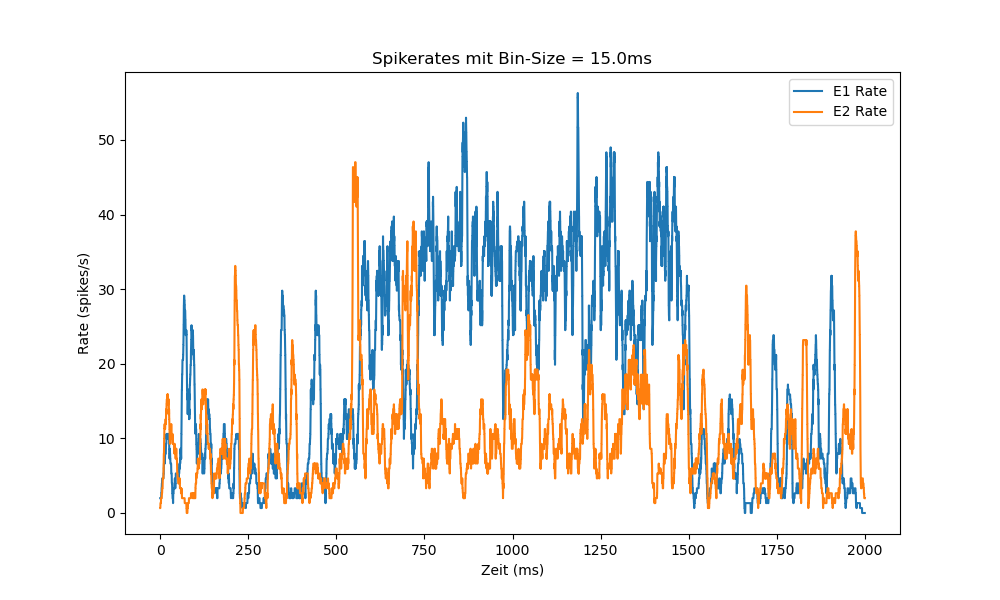 Spikerates mit Bin-Size = 15.0ms
E1 Rate
E2 Rate
Rate (spikes/s)
50
40
30
20
10
0
0 250 500 750 1000 1250 1500 1750 2000
Zeit (ms)